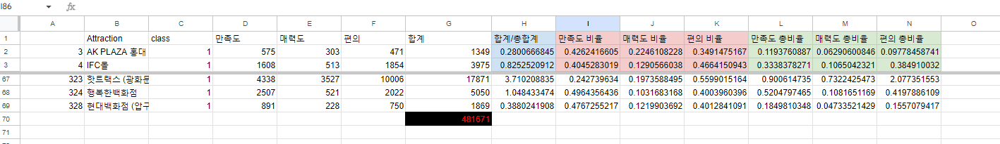 I86 fx
A B C D E F G H I J K L M N O
1 Attraction class 만족도 매력도 편의 합계 합계/총합계 만족도 비율 매력도 비율 편의 비율 만족도 총비율 매력도 총비율 편의 총비율
2 3 AK PLAZA 홍대 1 575 303 471 1349 0.2800666845 0.4262416605 0.2246108228 0.3491475167 0.1193760887 0.06290600846 0.09778458741
3 4 IFC몰 1 1608 513 1854 3975 0.8252520912 0.4045283019 0.1290566038 0.4664150943 0.3338378271 0.1065042321 0.384910032
67 323 핫트랙스 (광화문 1 4338 3527 10006 17871 3.710208835 0.242739634 0.1973588495 0.5599015164 0.900614735 0.7322425473 2.077351553
68 324 행복한백화점 1 2507 521 2022 5050 1.048433474 0.4964356436 0.1031683168 0.4003960396 0.5204797465 0.1081651169 0.4197886109
69 328 현대백화점 (압구 1 891 228 750 1869 0.3880241908 0.4767255217 0.1219903692 0.4012841091 0.1849810348 0.04733521429 0.1557079417
70 481671
71